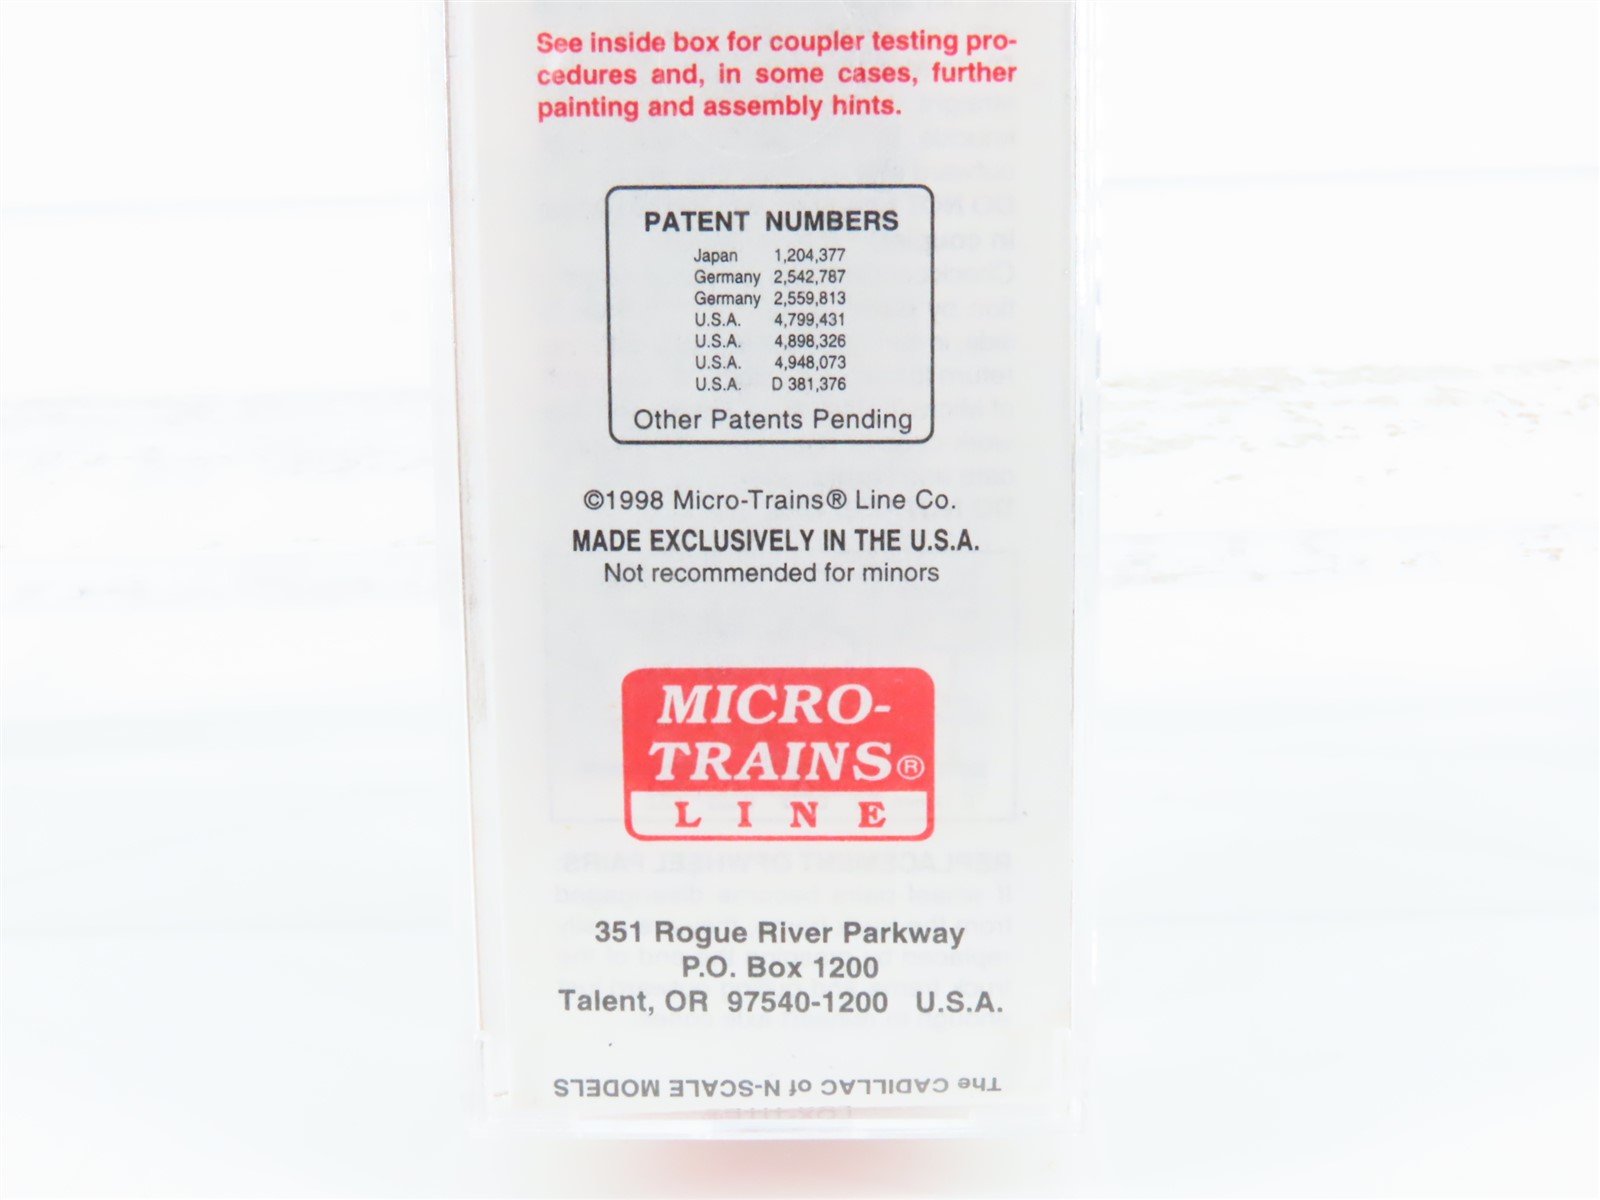 See inside box for coupler testing pro-
cedures and, in some cases, further
painting and assembly hints.
PATENT NUMBERS
Japan 1,204,377
Germany 2,542,787
Germany 2,559,813
U.S.A. 4,799,431
U.S.A. 4,898,326
U.S.A. 4,948,073
U.S.A. D 381,376
Other Patents Pending
©1998 Micro-Trains® Line Co.
MADE EXCLUSIVELY IN THE U.S.A.
Not recommended for minors
MICRO-
TRAINS®
LINE
351 Rogue River Parkway
P.O. Box 1200
Talent, OR 97540-1200 U.S.A.
The CADILLAC of N-SCALE MODELS
REPLACEMENT OF WHEEL PAIRS